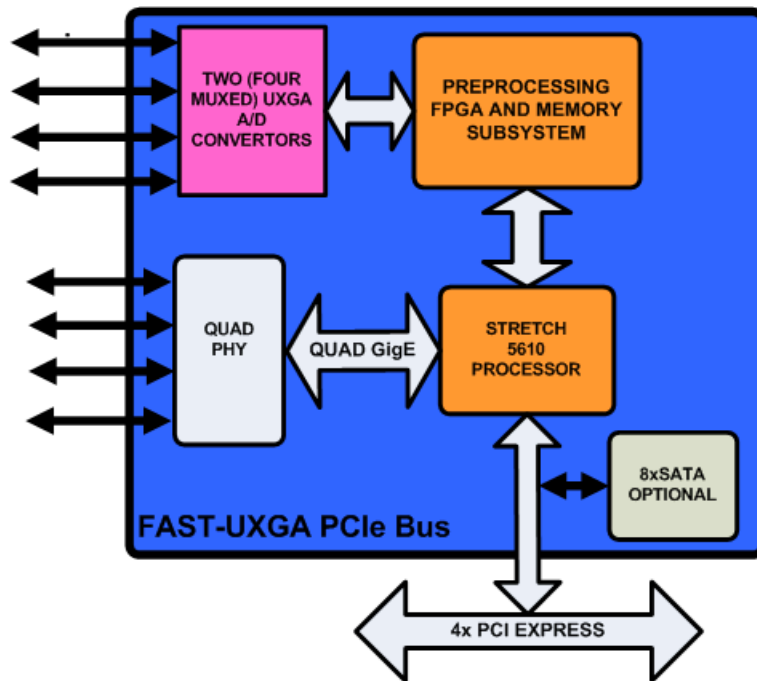 TWO (FOUR
MUXED) UXGA
A/D
CONVERTORS
PREPROCESSING
FPGA AND MEMORY
SUBSYSTEM
QUAD
PHY
QUAD GigE
STRETCH
5610
PROCESSOR
8xSATA
OPTIONAL
FAST-UXGA PCIe Bus
4x PCI EXPRESS